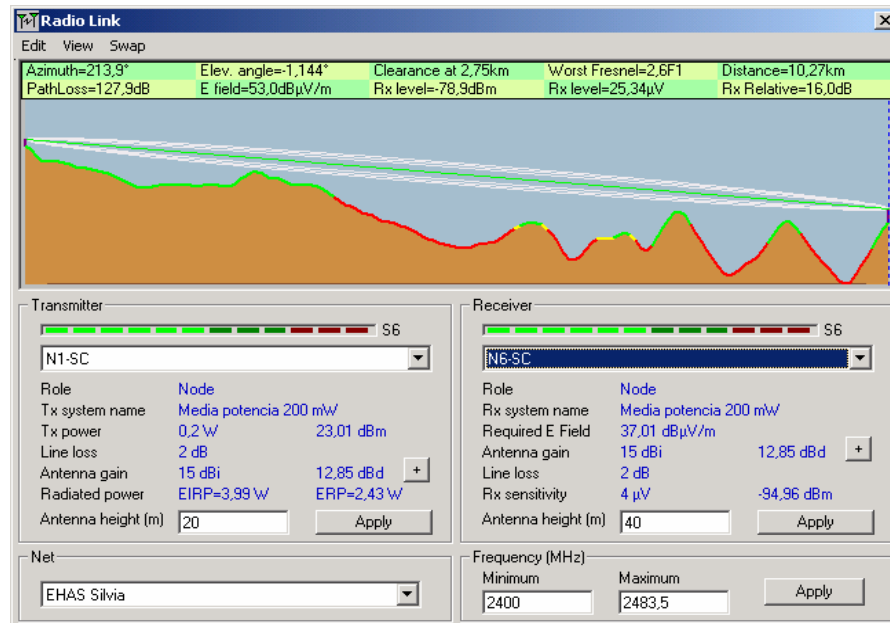 Radio Link
Edit View Swap
Azimuth=213,9° Elev. angle=-1,144° Clearance at 2,75km Worst Fresnel=2,6F1 Distance=10,27km
PathLoss=127,9dB E field=53,0dBµV/m Rx level=-78,9dBm Rx level=25,34µV Rx Relative=16,0dB
Transmitter
S6
N1-SC
Role Node
Tx system name Media potencia 200 mW
Tx power 0,2 W 23,01 dBm
Line loss 2 dB
Antenna gain 15 dBi 12,85 dBd +
Radiated power EIRP=3,99 W ERP=2,43 W
Antenna height (m) 20 Apply
Receiver
S6
N6-SC
Role Node
Rx system name Media potencia 200 mW
Required E Field 37,01 dBµV/m
Antenna gain 15 dBi 12,85 dBd +
Line loss 2 dB
Rx sensitivity 4 µV -94,96 dBm
Antenna height (m) 40 Apply
Net
EHAS Silvia
Frequency (MHz)
Minimum Maximum
2400 2483,5 Apply